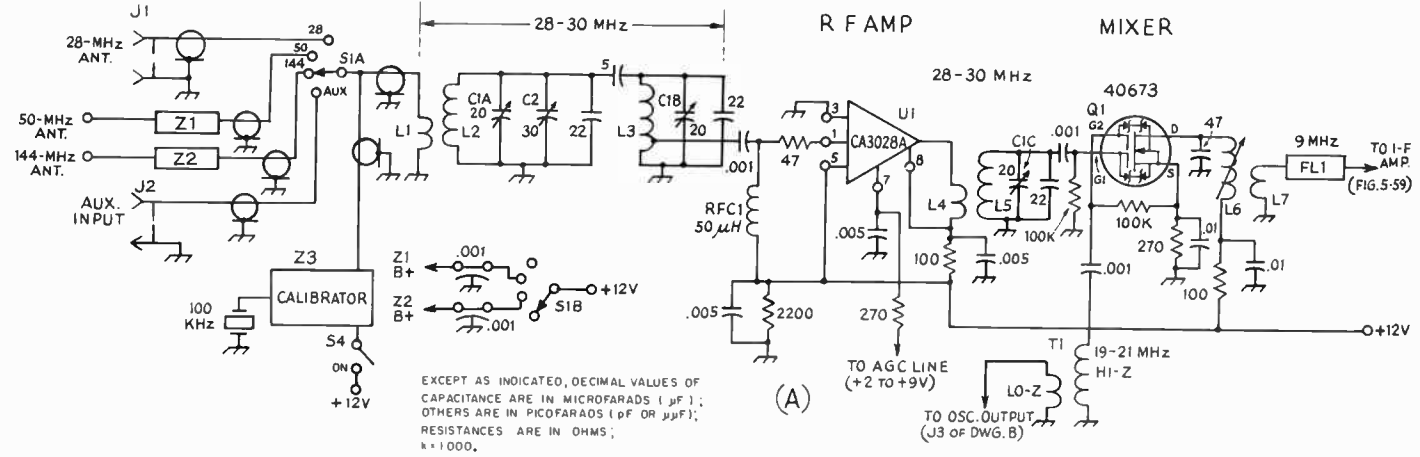 J1
28-MHz
ANT.
28
50
144
AUX
S1A
50-MHz
ANT.
Z1
144-MHz
ANT.
Z2
J2
AUX.
INPUT
Z3
CALIBRATOR
100
KHz
S4
ON
+12V
Z1
B+
.001
Z2
B+
.001
S1B
+12V
28-30 MHz
L1
L2
C1A
20
C2
30
22
5
L3
C1B
20
22
.001
RF AMP
47
3
1
5
U1
CA3028A
8
7
RFC1
50 µH
.005
2200
.005
270
TO AGC LINE
(+2 TO +9V)
L4
100
.005
28-30 MHz
L5
C1C
20
22
.001
100K
MIXER
40673
Q1
G2
G1
D
S
100K
.001
270
.01
47
L6
L7
100
.01
9 MHz
FL1
TO I-F
AMP.
(FIG.5-59)
+12V
T1
19-21 MHz
HI-Z
LO-Z
TO OSC. OUTPUT
(J3 OF DWG.B)
(A)
EXCEPT AS INDICATED, DECIMAL VALUES OF
CAPACITANCE ARE IN MICROFARADS (µF);
OTHERS ARE IN PICOFARADS (pF OR µµF);
RESISTANCES ARE IN OHMS;
k=1000.